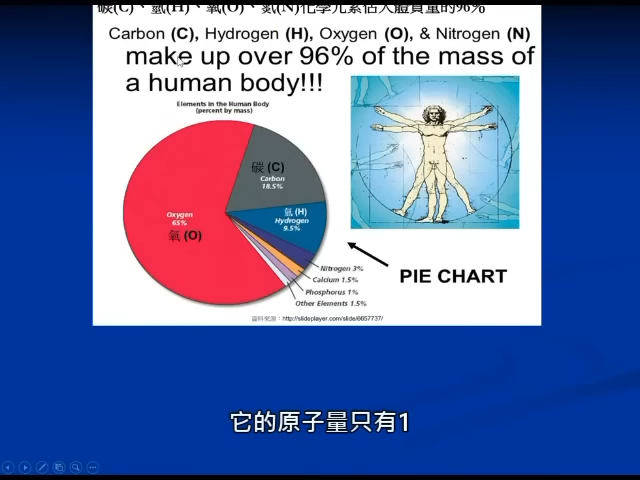 碳(C)、氫(H)、氧(O)、氮(N)化學元素佔人體質量的96%
Carbon (C), Hydrogen (H), Oxygen (O), & Nitrogen (N)
make up over 96% of the mass of
a human body!!!
Elements in the Human Body
(percent by mass)
碳 (C)
Carbon
18.5%
氫 (H)
Hydrogen
9.5%
Oxygen
65%
氧 (O)
Nitrogen 3%
Calcium 1.5%
Phosphorus 1%
Other Elements 1.5%
PIE CHART
資料來源：http://slideplayer.com/slide/6657737/
它的原子量只有1